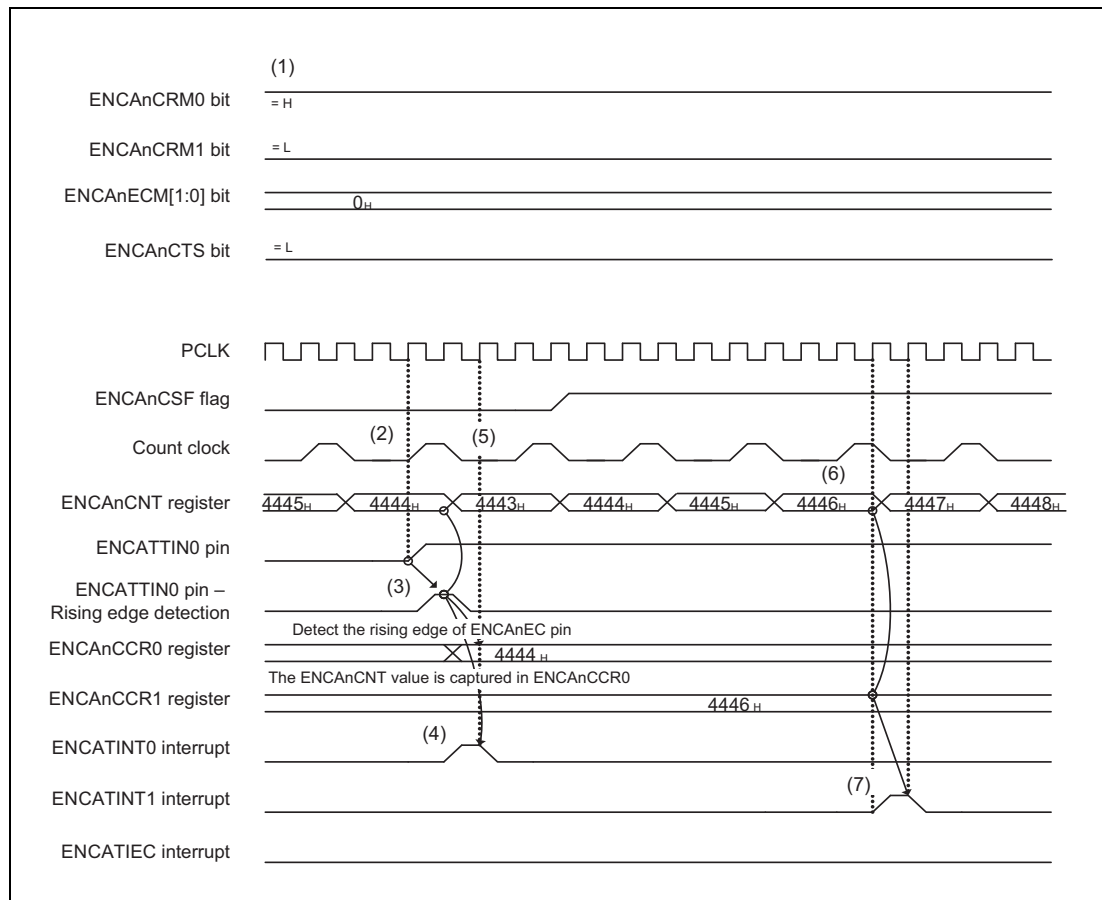 (1)
ENCAnCRM0 bit
= H
ENCAnCRM1 bit
= L
ENCAnECM[1:0] bit
0H
ENCAnCTS bit
= L
PCLK
ENCAnCSF flag
Count clock
(2)
(5)
(6)
ENCAnCNT register
4445H 4444H 4443H 4444H 4445H 4446H 4447H 4448H
ENCATTIN0 pin
(3)
ENCATTIN0 pin –
Rising edge detection
Detect the rising edge of ENCAnEC pin
ENCAnCCR0 register
4444 H
The ENCAnCNT value is captured in ENCAnCCR0
ENCAnCCR1 register
4446 H
(4)
ENCATINT0 interrupt
(7)
ENCATINT1 interrupt
ENCATIEC interrupt